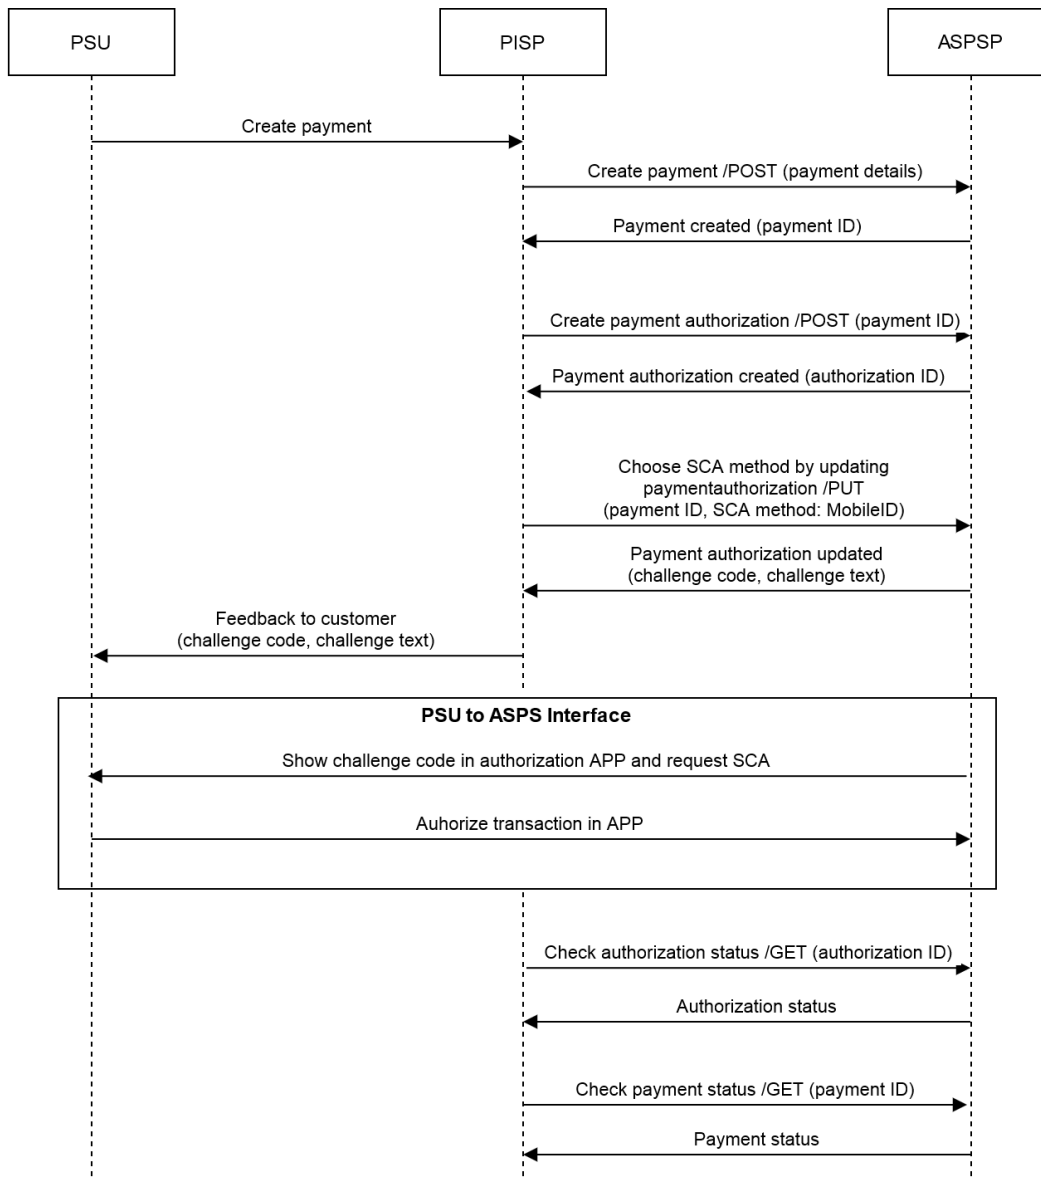 PSU
PISP
ASPSP
Create payment
Create payment /POST (payment details)
Payment created (payment ID)
Create payment authorization /POST (payment ID)
Payment authorization created (authorization ID)
Choose SCA method by updating
paymentauthorization /PUT
(payment ID, SCA method: MobileID)
Payment authorization updated
(challenge code, challenge text)
Feedback to customer
(challenge code, challenge text)
PSU to ASPS Interface
Show challenge code in authorization APP and request SCA
Auhorize transaction in APP
Check authorization status /GET (authorization ID)
Authorization status
Check payment status /GET (payment ID)
Payment status